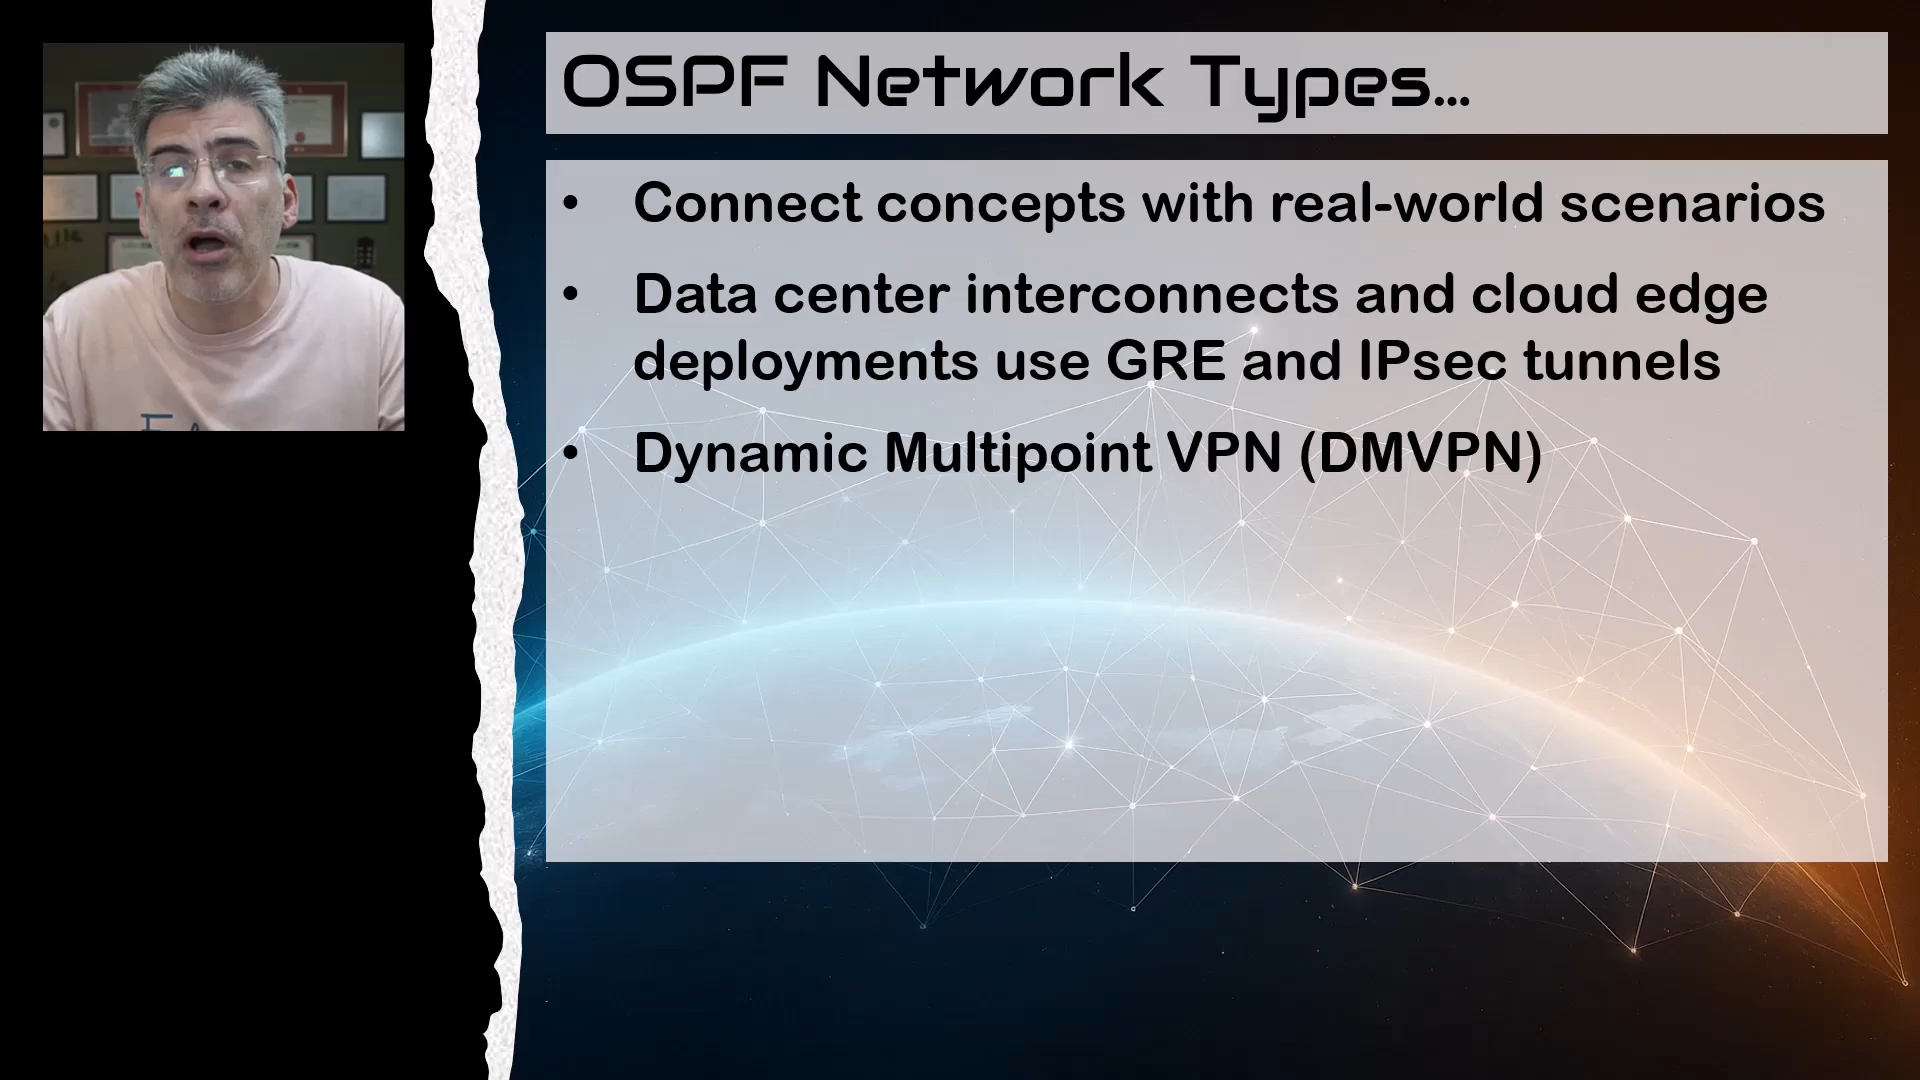 OSPF Network Types...
• Connect concepts with real-world scenarios
• Data center interconnects and cloud edge
deployments use GRE and IPsec tunnels
• Dynamic Multipoint VPN (DMVPN)